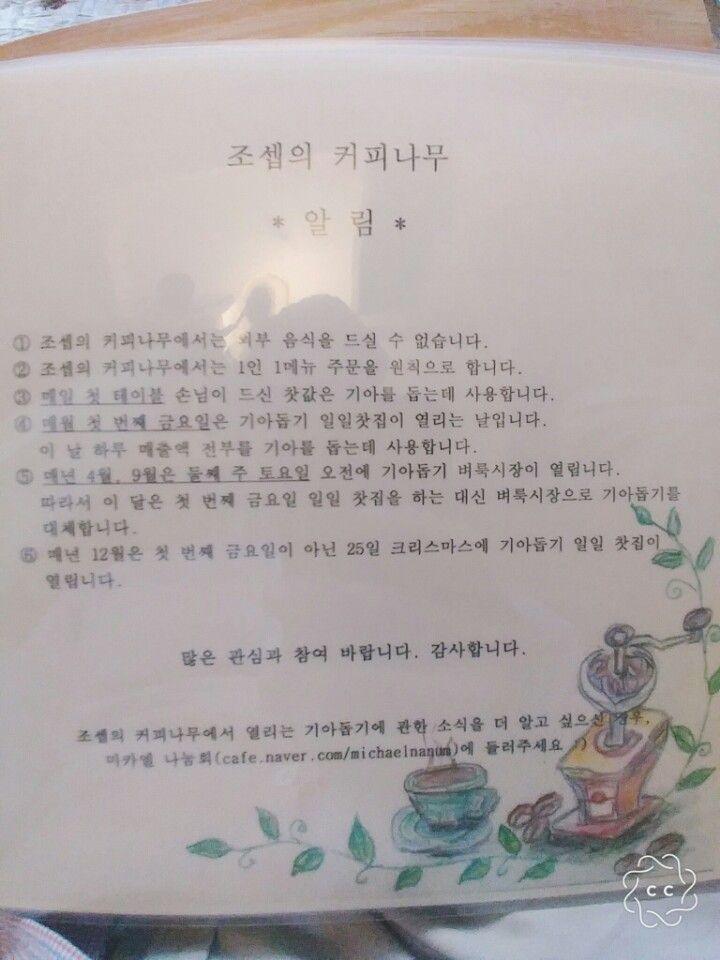 조셉의 커피나무
* 알 림 *
① 조셉의 커피나무에서는 외부 음식을 드실 수 없습니다.
② 조셉의 커피나무에서는 1인 1메뉴 주문을 원칙으로 합니다.
③ 매일 첫 테이블 손님이 드신 찻값은 기아를 돕는데 사용합니다.
④ 매월 첫 번째 금요일은 기아돕기 일일찻집이 열리는 날입니다.
이 날 하루 매출액 전부를 기아를 돕는데 사용합니다.
⑤ 매년 4월, 9월은 둘째 주 토요일 오전에 기아돕기 벼룩시장이 열립니다.
따라서 이 달은 첫 번째 금요일 일일 찻집을 하는 대신 벼룩시장으로 기아돕기를
대체합니다.
⑥ 매년 12월은 첫 번째 금요일이 아닌 25일 크리스마스에 기아돕기 일일 찻집이
열립니다.
많은 관심과 참여 바랍니다. 감사합니다.
조셉의 커피나무에서 열리는 기아돕기에 관한 소식을 더 알고 싶으신 경우,
미카엘 나눔회(cafe.naver.com/michaelnanum)에 들러주세요 :)
CC